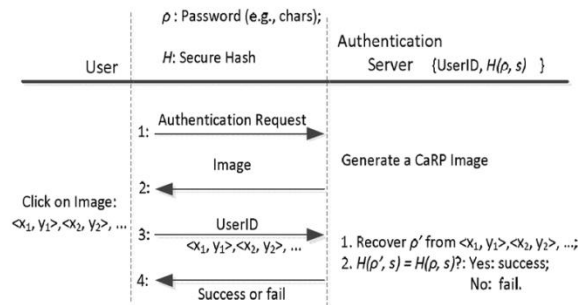 ρ : Password (e.g., chars);
Authentication
User H: Secure Hash Server {UserID, H(ρ, s) }
1: Authentication Request
Image Generate a CaRP Image
2:
Click on Image:
<x₁, y₁>,<x₂, y₂>, ...
3: UserID
<x₁, y₁>,<x₂, y₂>, ...
1. Recover ρ' from <x₁, y₁>,<x₂, y₂>, ...;
2. H(ρ', s) = H(ρ, s)?: Yes: success;
No: fail.
4:
Success or fail